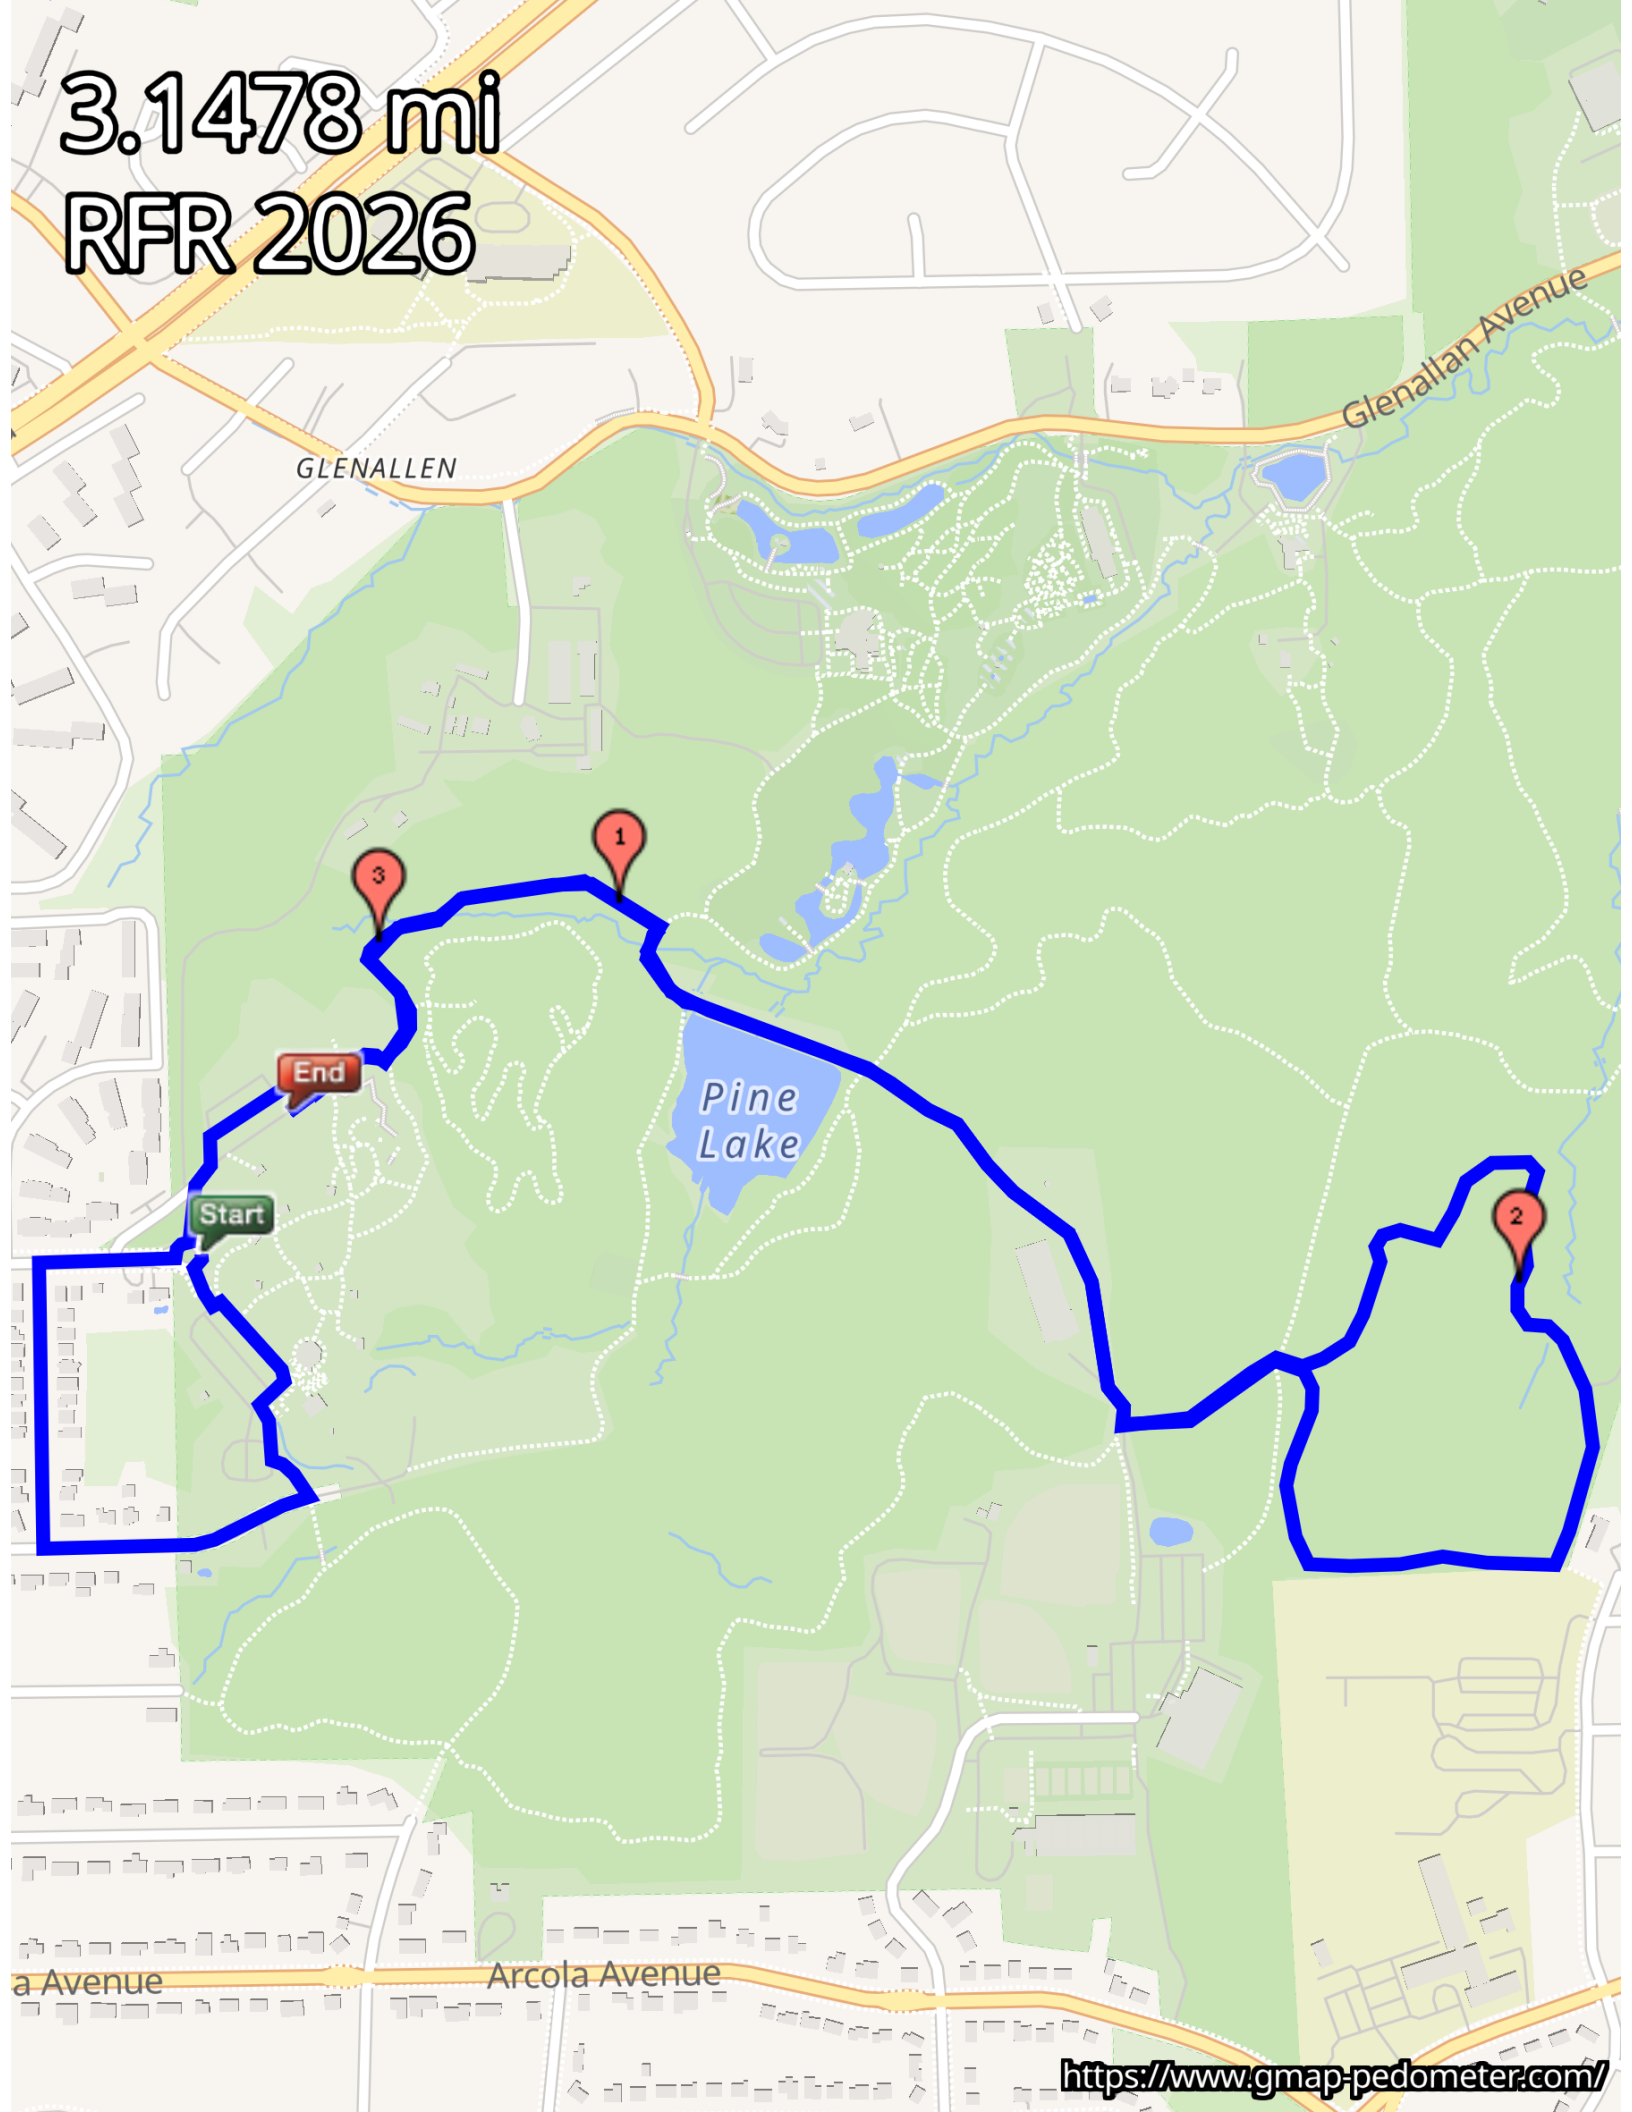 3.1478 mi
RFR 2026
Glenallan Avenue
GLENALLEN
1
3
End
Pine
Lake
2
Start
a Avenue
Arcola Avenue
https://www.gmap-pedometer.com/